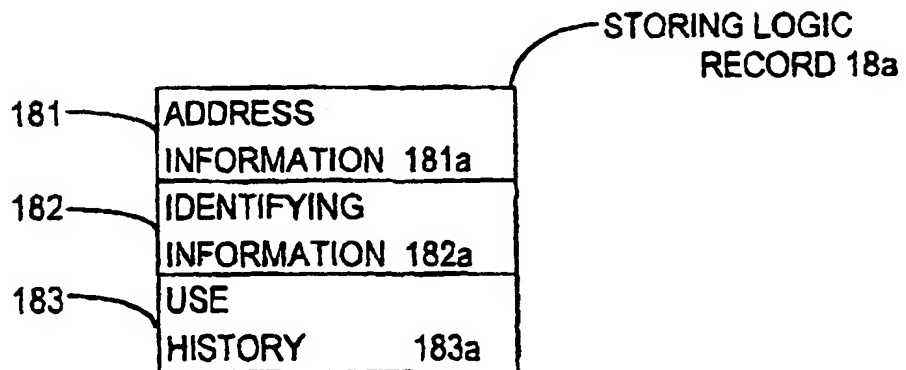 STORING LOGIC
RECORD 18a
181
ADDRESS
INFORMATION 181a
182
IDENTIFYING
INFORMATION 182a
183
USE
HISTORY 183a